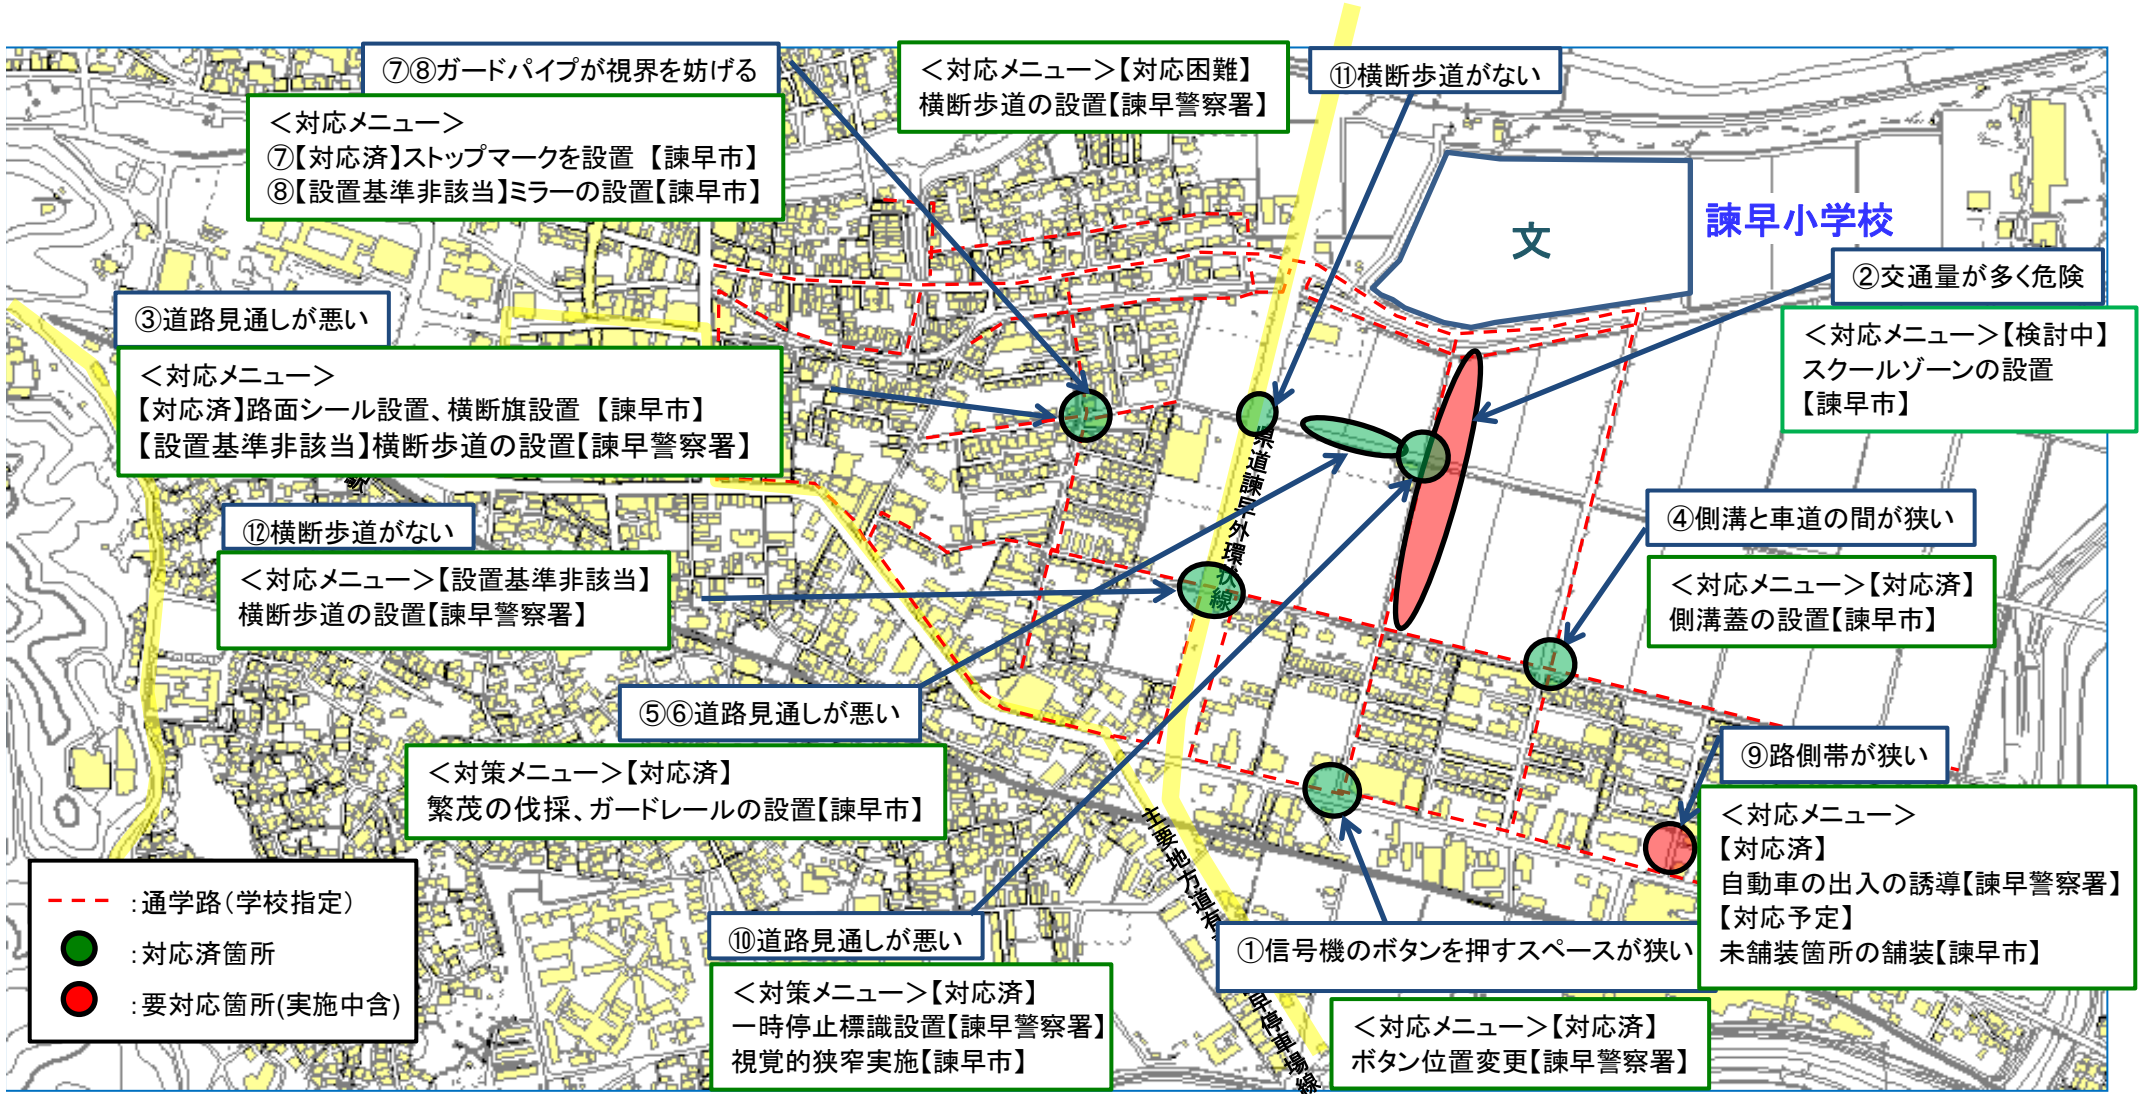 ⑦⑧ガードパイプが視界を妨げる
＜対応メニュー＞
⑦【対応済】ストップマークを設置 【諫早市】
⑧【設置基準非該当】ミラーの設置【諫早市】
＜対応メニュー＞【対応困難】
横断歩道の設置【諫早警察署】
⑪横断歩道がない
諫早小学校
文
②交通量が多く危険
＜対応メニュー＞【検討中】
スクールゾーンの設置
【諫早市】
③道路見通しが悪い
＜対応メニュー＞
【対応済】路面シール設置、横断旗設置 【諫早市】
【設置基準非該当】横断歩道の設置【諫早警察署】
県道諫早外環状線
④側溝と車道の間が狭い
＜対応メニュー＞【対応済】
側溝蓋の設置【諫早市】
⑫横断歩道がない
＜対応メニュー＞【設置基準非該当】
横断歩道の設置【諫早警察署】
⑤⑥道路見通しが悪い
＜対策メニュー＞【対応済】
繁茂の伐採、ガードレールの設置【諫早市】
⑨路側帯が狭い
＜対応メニュー＞
【対応済】
自動車の出入の誘導【諫早警察署】
【対応予定】
未舗装箇所の舗装【諫早市】
主要地方道有
早停車場線
⑩道路見通しが悪い
＜対策メニュー＞【対応済】
一時停止標識設置【諫早警察署】
視覚的狭窄実施【諫早市】
①信号機のボタンを押すスペースが狭い
＜対応メニュー＞【対応済】
ボタン位置変更【諫早警察署】
：通学路（学校指定）
：対応済箇所
：要対応箇所(実施中含)